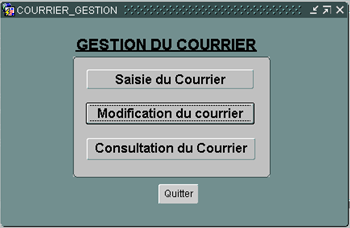 COURRIER_GESTION
GESTION DU COURRIER
Saisie du Courrier
Modification du courrier
Consultation du Courrier
Quitter